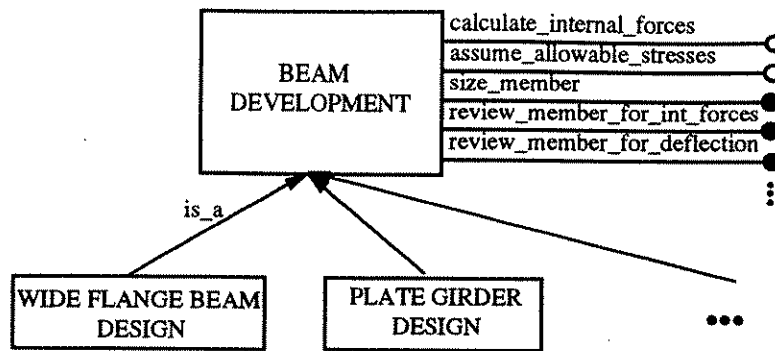 calculate_internal_forces
assume_allowable_stresses
BEAM
DEVELOPMENT
size_member
review_member_for_int_forces
review_member_for_deflection
is_a
WIDE FLANGE BEAM
DESIGN
PLATE GIRDER
DESIGN